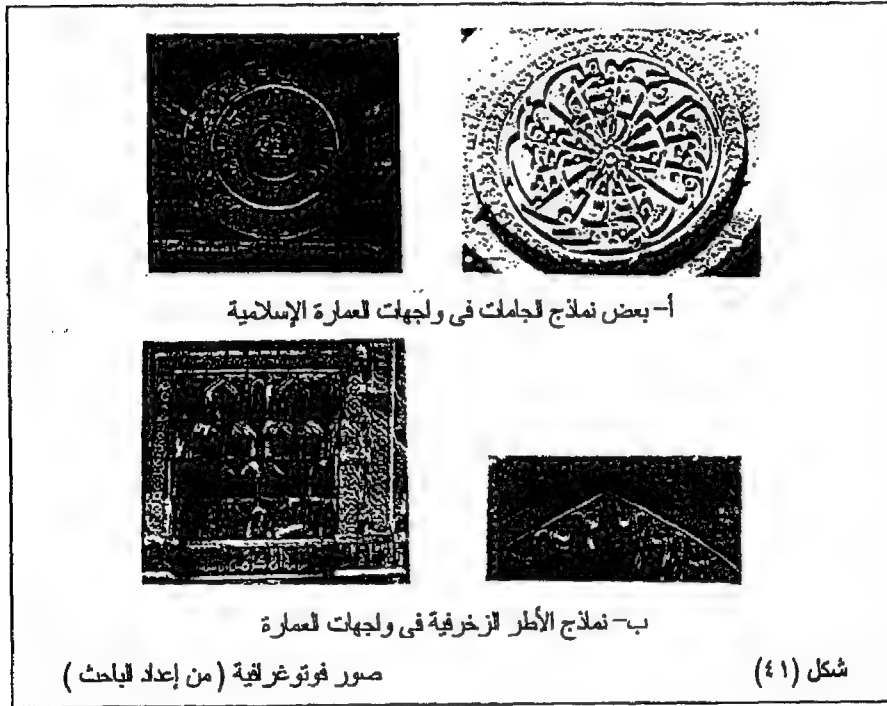 أ- بعض نماذج الجامات فى واجهات العمارة الإسلامية
ب- نماذج الأطر الزخرفية فى واجهات العمارة
شكل (٤١) صور فوتوغرافية ( من إعداد الباحث )